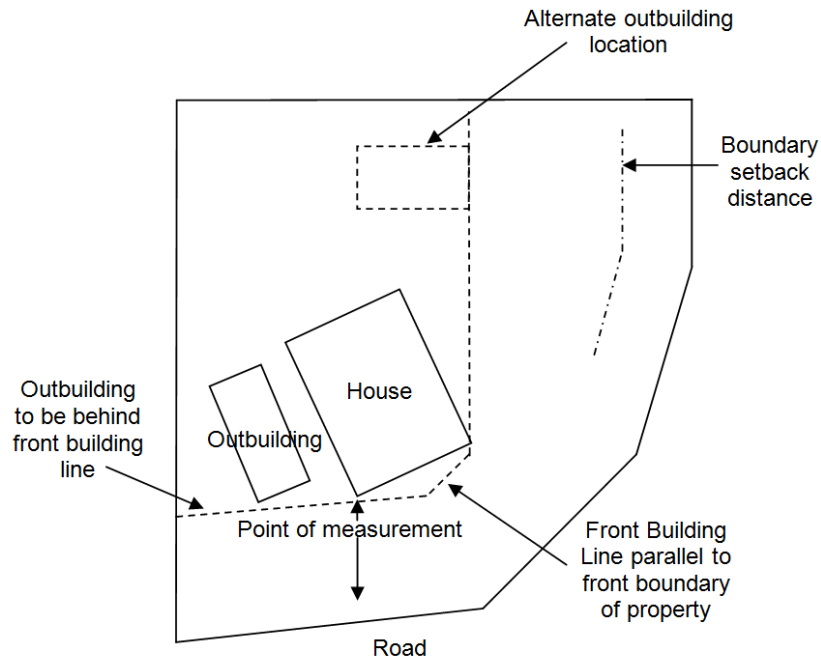 Alternate outbuilding
location
Boundary
setback
distance
House
Outbuilding
to be behind
front building
line
Outbuilding
Point of measurement
Front Building
Line parallel to
front boundary
of property
Road